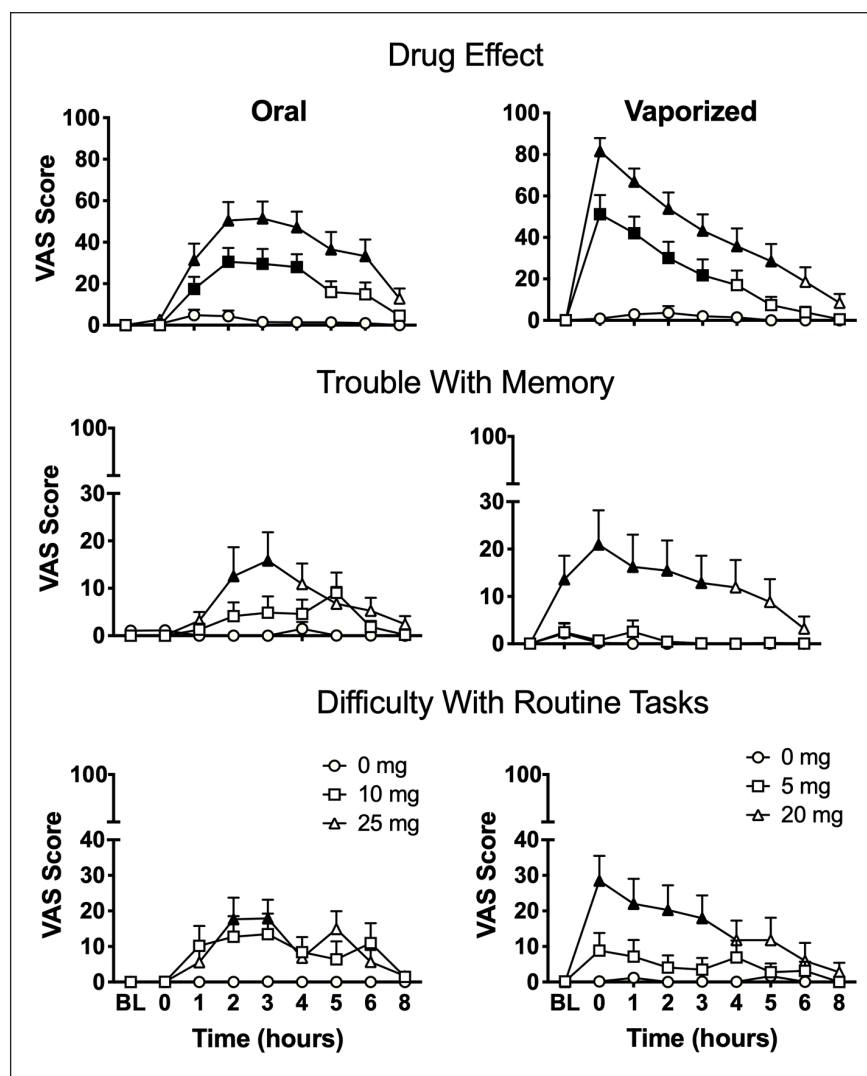 Drug Effect
Oral
Vaporized
VAS Score
100
80
60
40
20
0
100
80
60
40
20
0
Trouble With Memory
VAS Score
100
30
20
10
0
100
30
20
10
0
Difficulty With Routine Tasks
VAS Score
100
40
30
20
10
0
0 mg
10 mg
25 mg
BL 0 1 2 3 4 5 6 8
Time (hours)
VAS Score
100
40
30
20
10
0
0 mg
5 mg
20 mg
BL 0 1 2 3 4 5 6 8
Time (hours)